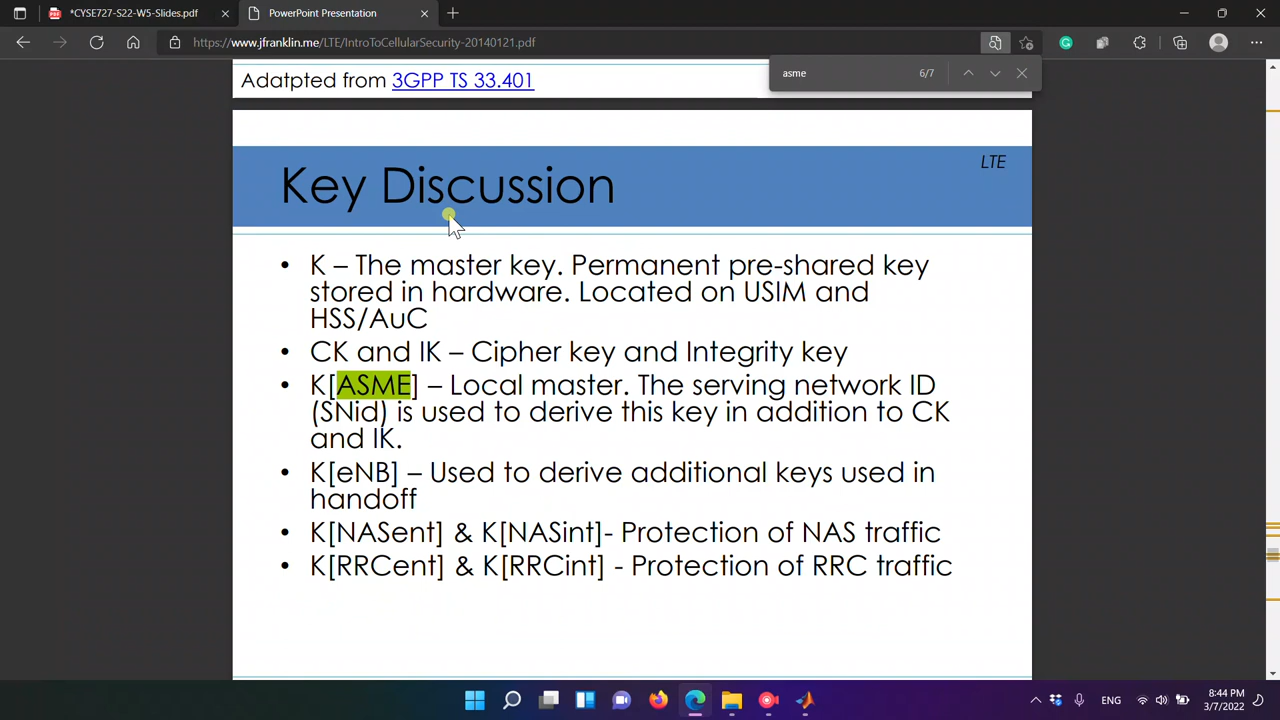 *CYSE727-S22-W5-Slides.pdf
PowerPoint Presentation
https://www.jfranklin.me/LTE/IntroToCellularSecurity-20140121.pdf
asme 6/7
Adatpted from 3GPP TS 33.401
LTE
Key Discussion
• K – The master key. Permanent pre-shared key
stored in hardware. Located on USIM and
HSS/AuC
• CK and IK – Cipher key and Integrity key
• K[ASME] – Local master. The serving network ID
(SNid) is used to derive this key in addition to CK
and IK.
• K[eNB] – Used to derive additional keys used in
handoff
• K[NASent] & K[NASint]- Protection of NAS traffic
• K[RRCent] & K[RRCint] - Protection of RRC traffic
ENG
8:44 PM
3/7/2022